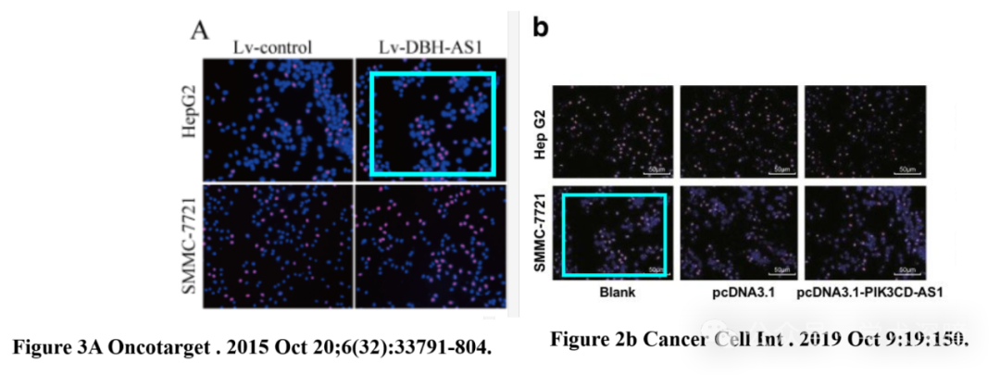 A
Lv-control Lv-DBH-AS1
HepG2
SMMC-7721
Figure 3A Oncotarget . 2015 Oct 20;6(32):33791-804.
b
Hep G2
50µm 50µm 50µm
SMMC-7721
50µm 50µm 50µm
Blank pcDNA3.1 pcDNA3.1-PIK3CD-AS1
Figure 2b Cancer Cell Int . 2019 Oct 9:19:150.